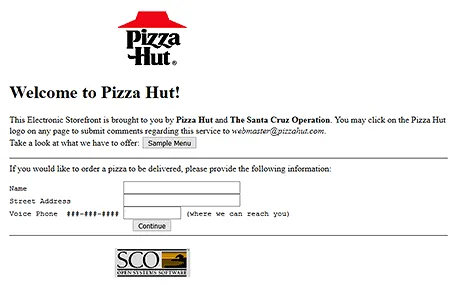 Pizza
Hut®
Welcome to Pizza Hut!
This Electronic Storefront is brought to you by Pizza Hut and The Santa Cruz Operation. You may click on the Pizza Hut
logo on any page to submit comments regarding this service to webmaster@pizzahut.com.
Take a look at what we have to offer: Sample Menu
If you would like to order a pizza to be delivered, please provide the following information:
Name
Street Address
Voice Phone ###-###-#### (where we can reach you)
Continue
SCO
OPEN SYSTEMS SOFTWARE